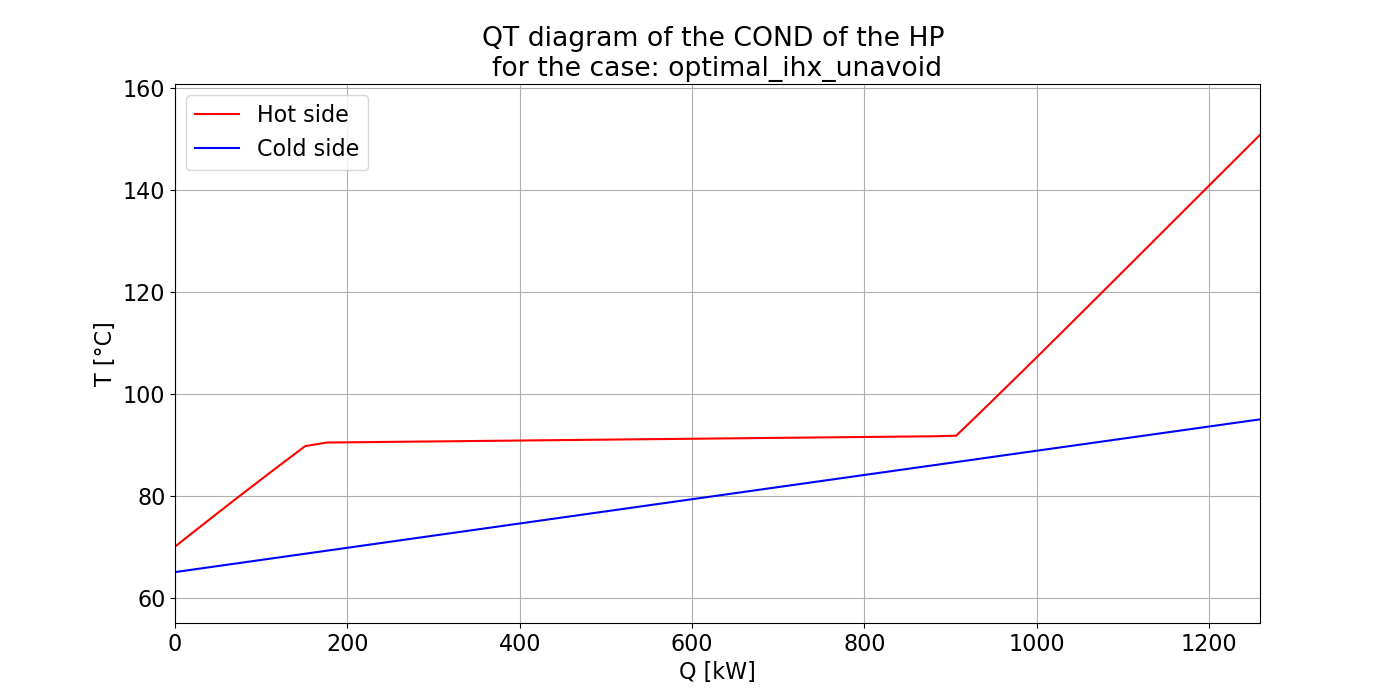 QT diagram of the COND of the HP
for the case: optimal_ihx_unavoid
160
140
120
100
80
60
T [°C]
Hot side
Cold side
0 200 400 600 800 1000 1200
Q [kW]